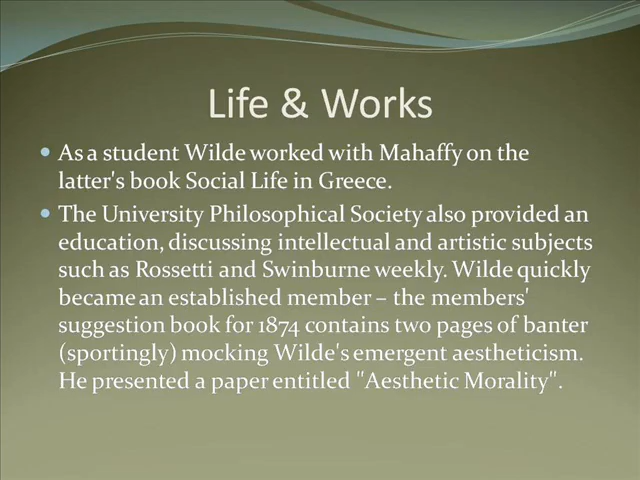 Life & Works
As a student Wilde worked with Mahaffy on the
latter's book Social Life in Greece.
The University Philosophical Society also provided an
education, discussing intellectual and artistic subjects
such as Rossetti and Swinburne weekly. Wilde quickly
became an established member – the members'
suggestion book for 1874 contains two pages of banter
(sportingly) mocking Wilde's emergent aestheticism.
He presented a paper entitled "Aesthetic Morality".